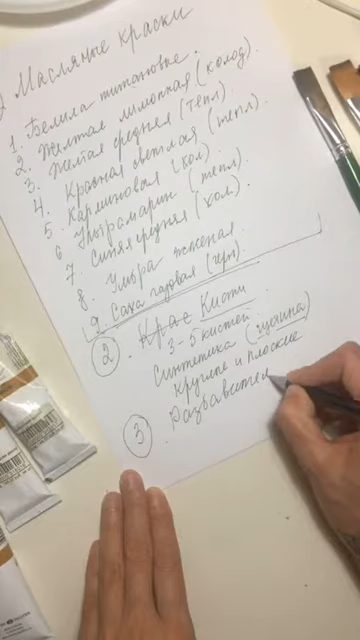 Масляные краски
1. Белила титановые.
2. Желтая лимонная (холод).
3. Желтая средняя (тепл).
4. Красная светлая (тепл).
5. Карминовая (хол).
6 Ультрамарин (тепл).
7. Синяя средняя (хол).
8. Умбра жженая.
9. Сажа газовая (черн).
2. Крас Кисти
3-5 кистей.
Синтетика (щетина)
Круглые и плоские
3. Разбавител